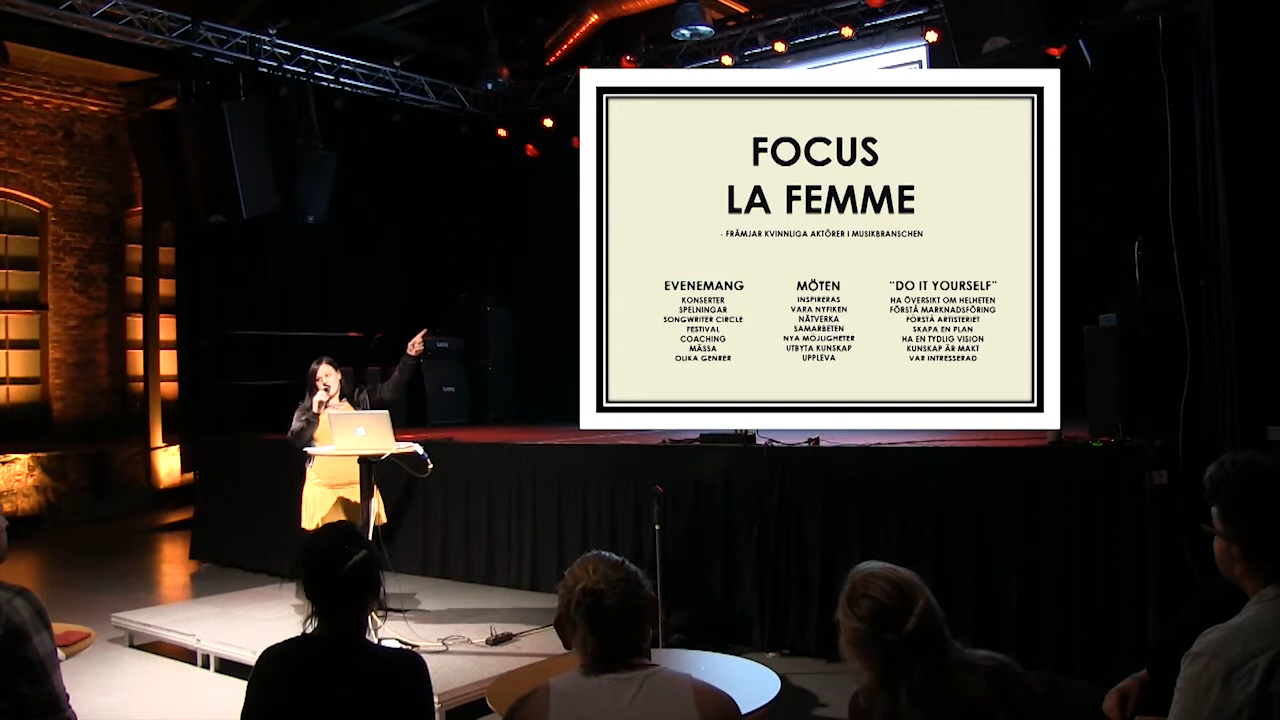 FOCUS
LA FEMME
- FRÄMJAR KVINNLIGA AKTÖRER I MUSIKBRANSCHEN
EVENEMANG
KONSERTER
SPELNINGAR
SONGWRITER CIRCLE
FESTIVAL
COACHING
MÄSSA
OLIKA GENRER
MÖTEN
INSPIRERAS
VARA NYFIKEN
NÄTVERKA
SAMARBETEN
NYA MÖJLIGHETER
UTBYTA KUNSKAP
UPPLEVA
"DO IT YOURSELF"
HA ÖVERSIKT OM HELHETEN
FÖRSTÅ MARKNADSFÖRING
FÖRSTÅ ARTISTERIET
SKAPA EN PLAN
HA EN TYDLIG VISION
KUNSKAP ÄR MAKT
VAR INTRESSERAD